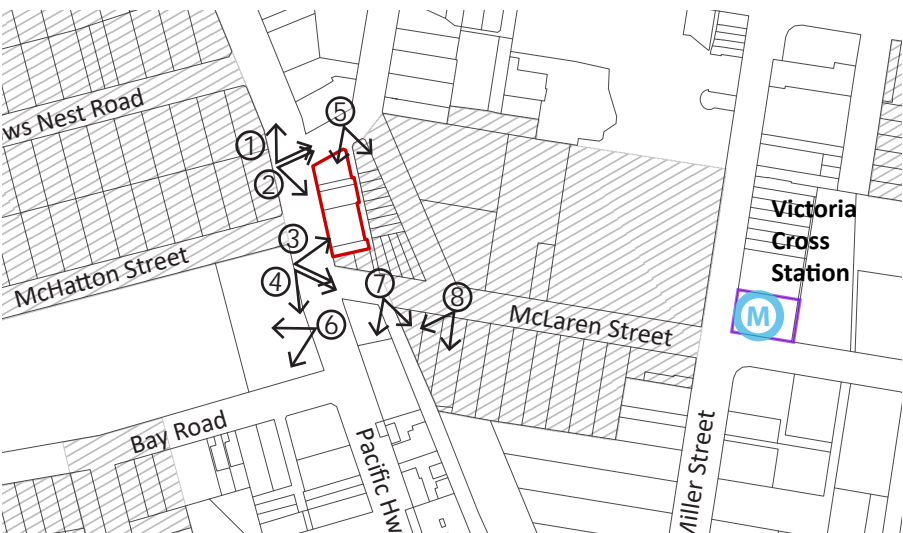 ws Nest Road
5
1
2
Victoria
Cross
Station
3
McHatton Street
4
7
8
M
6
McLaren Street
Bay Road
Pacific Hw
Miller Street